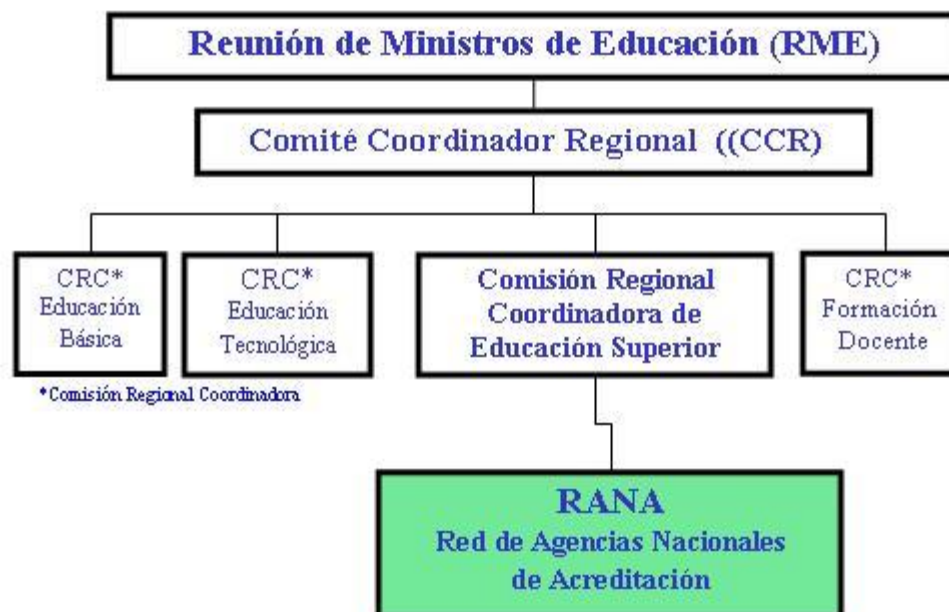 Reunión de Ministros de Educación (RME)
Comité Coordinador Regional ((CCR)
CRC*
Educación
Básica
CRC*
Educación
Tecnológica
Comisión Regional
Coordinadora de
Educación Superior
CRC*
Formación
Docente
*Comisión Regional Coordinadora
RANA
Red de Agencias Nacionales
de Acreditación